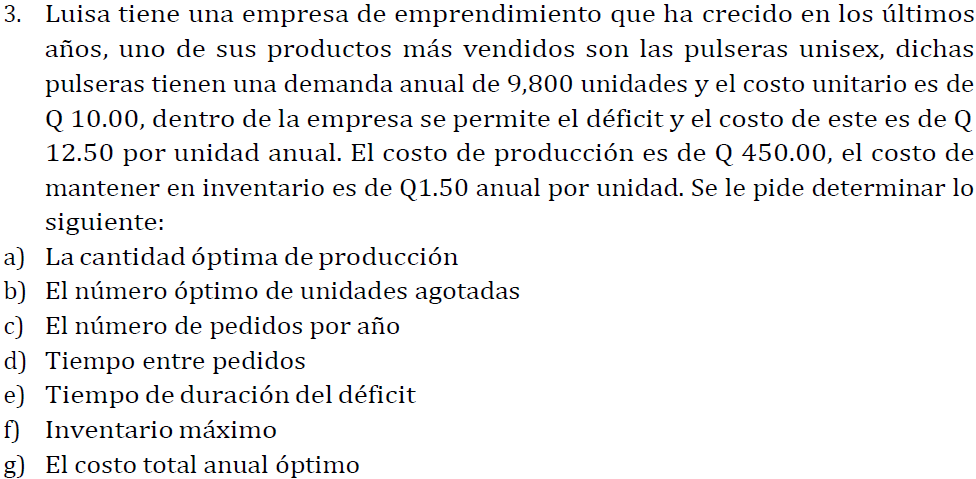 3. Luisa tiene una empresa de emprendimiento que ha crecido en los últimos
años, uno de sus productos más vendidos son las pulseras unisex, dichas
pulseras tienen una demanda anual de 9,800 unidades y el costo unitario es de
Q 10.00, dentro de la empresa se permite el déficit y el costo de este es de Q
12.50 por unidad anual. El costo de producción es de Q 450.00, el costo de
mantener en inventario es de Q1.50 anual por unidad. Se le pide determinar lo
siguiente:
a) La cantidad óptima de producción
b) El número óptimo de unidades agotadas
c) El número de pedidos por año
d) Tiempo entre pedidos
e) Tiempo de duración del déficit
f) Inventario máximo
g) El costo total anual óptimo